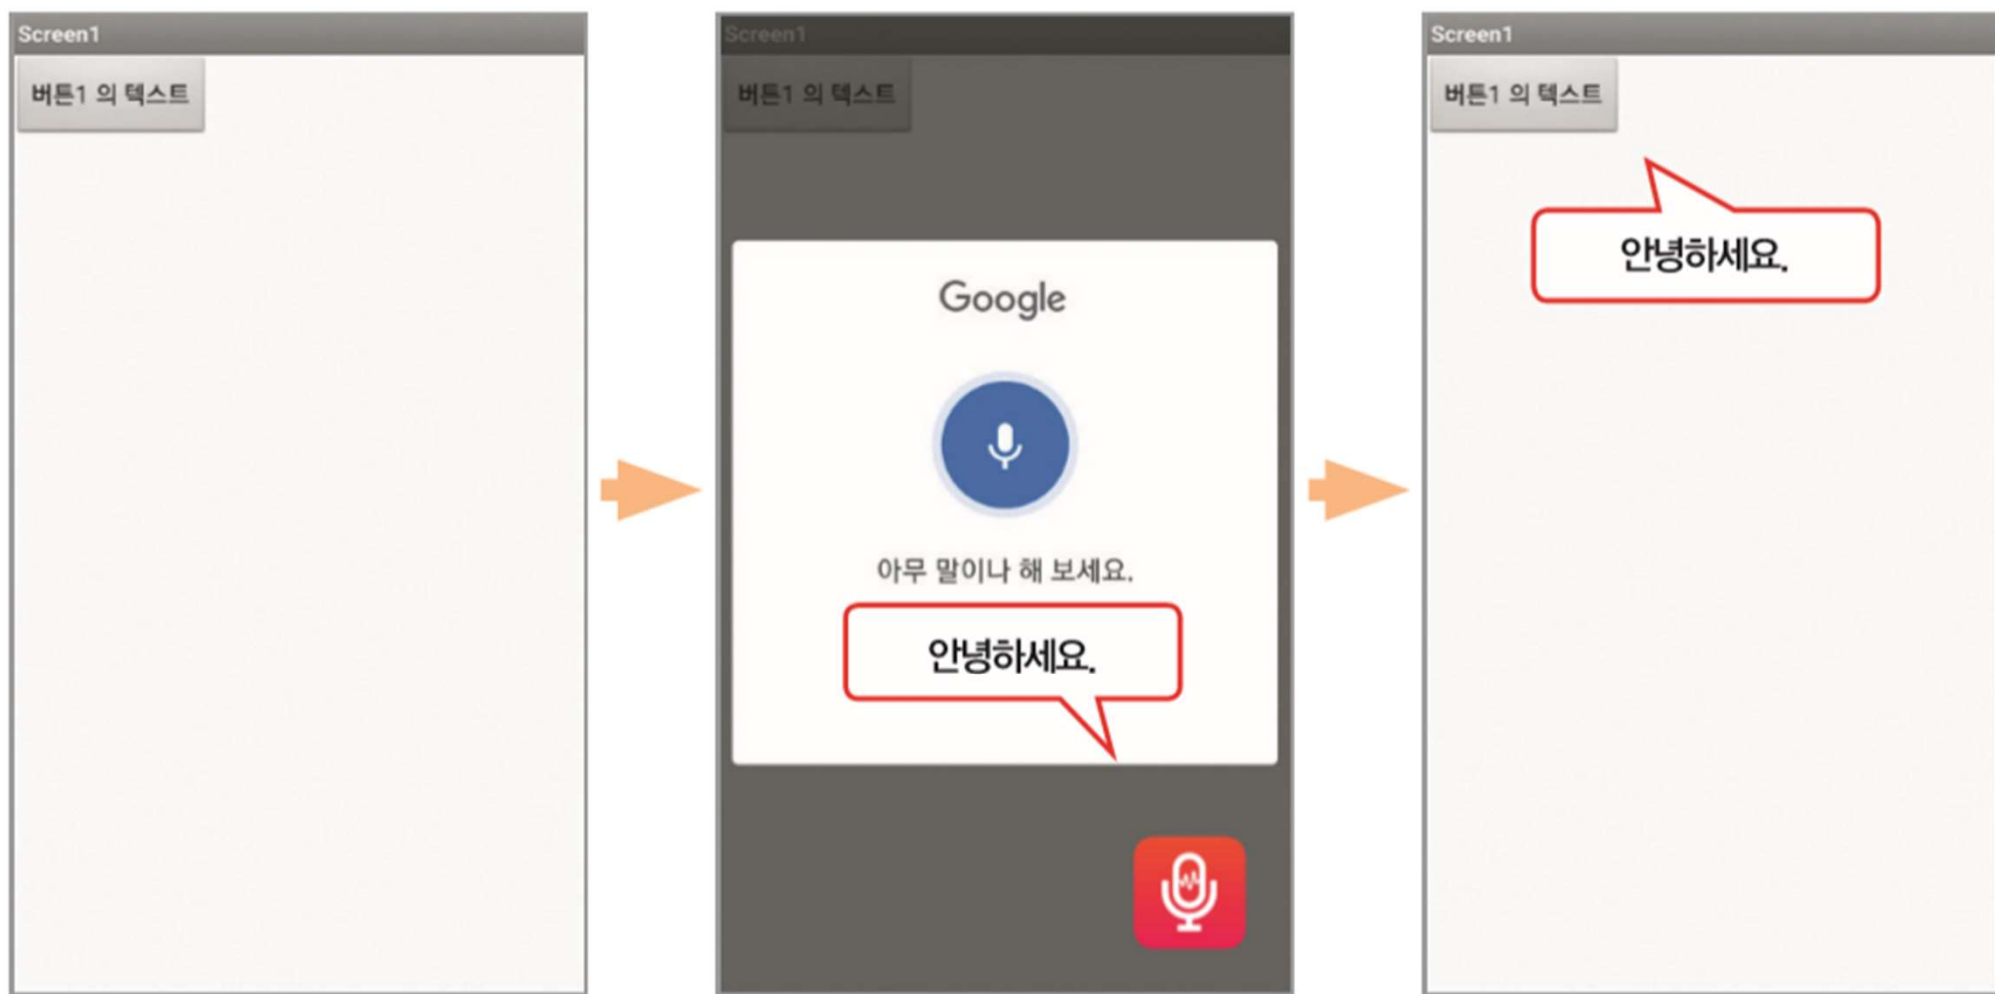 Screen1
버튼1 의 텍스트
Screen1
버튼1 의 텍스트
Google
아무 말이나 해 보세요.
안녕하세요.
Screen1
버튼1 의 텍스트
안녕하세요.